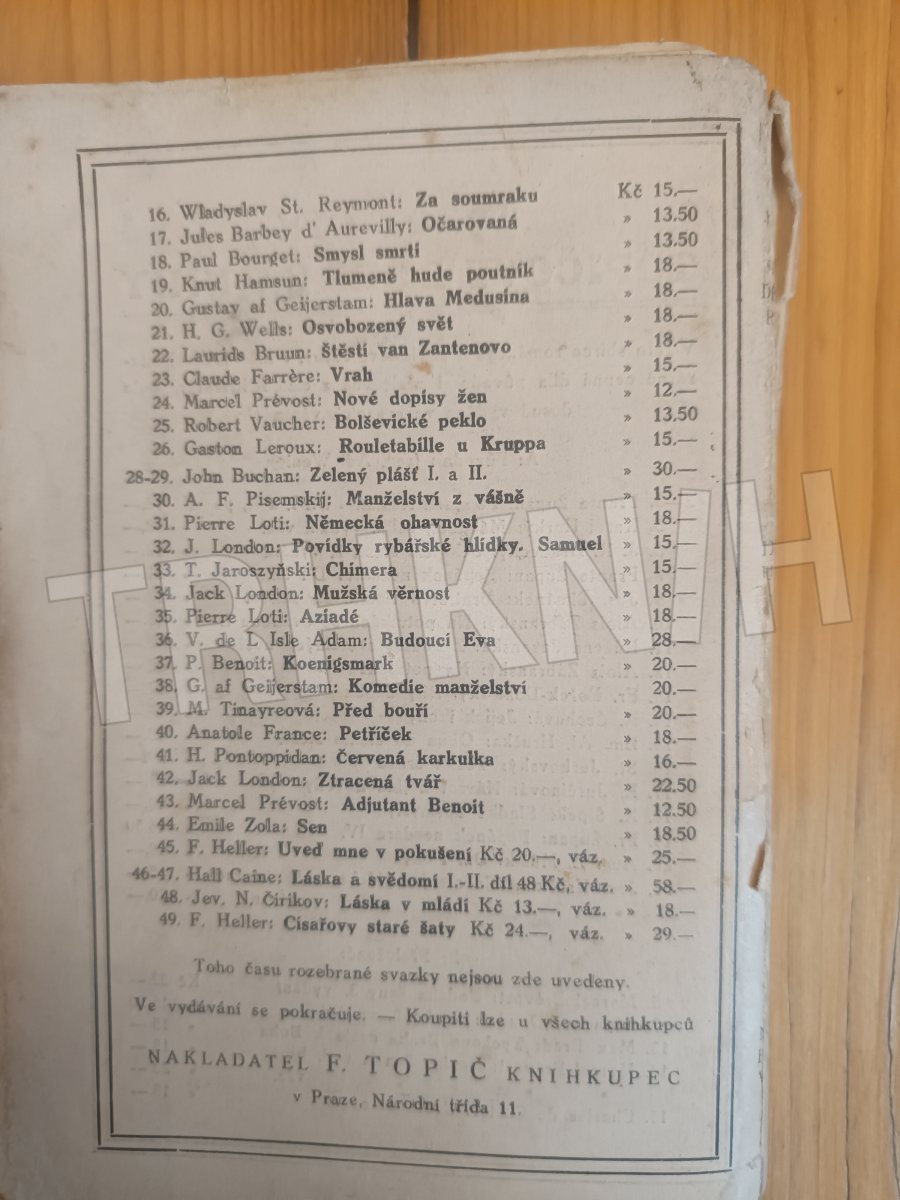 16. Wladyslav St. Reymont: Za soumraku Kč 15.—
17. Jules Barbey d' Aurevilly: Očarovaná » 13.50
18. Paul Bourget: Smysl smrti » 13.50
19. Knut Hamsun: Tlumeně hude poutník » 18.—
20. Gustav af Geijerstam: Hlava Medusina » 18.—
21. H. G. Wells: Osvobozený svět » 18.—
22. Laurids Bruun: Štěstí van Zantenovo » 18.—
23. Claude Farrère: Vrah » 15.—
24. Marcel Prévost: Nové dopisy žen » 12.—
25. Robert Vaucher: Bolševické peklo » 13.50
26. Gaston Leroux: Rouletabille u Kruppa » 15.—
28-29. John Buchan: Zelený plášť I. a II. » 30.—
30. A. F. Pisemskij: Manželství z vášně » 15.—
31. Pierre Loti: Německá ohavnost » 18.—
32. J. London: Povídky rybářské hlídky. Samuel » 15.—
33. T. Jaroszyński: Chimera » 15.—
34. Jack London: Mužská věrnost » 18.—
35. Pierre Loti: Aziadé » 18.—
36. V. de L Isle Adam: Budoucí Eva » 28.—
37. P. Benoit: Koenigsmark » 20.—
38. G. af Geijerstam: Komedie manželství 20.—
39. M. Tinayreová: Před bouří » 20.—
40. Anatole France: Petříček » 18.—
41. H. Pontoppidan: Červená karkulka » 16.—
42. Jack London: Ztracená tvář » 22.50
43. Marcel Prévost: Adjutant Benoit » 12.50
44. Emile Zola: Sen » 18.50
45. F. Heller: Uveď mne v pokušení Kč 20.—, váz. » 25.—
46-47. Hall Caine: Láska a svědomí I.-II. díl 48 Kč, váz. » 58.—
48. Jev. N. Čirikov: Láska v mládí Kč 13.—, váz. » 18.—
49. F. Heller: Císařovy staré šaty Kč 24.—, váz. » 29.—
Toho času rozebrané svazky nejsou zde uvedeny.
Ve vydávání se pokračuje. — Koupiti lze u všech knihkupců
NAKLADATEL F. TOPIČ KNIHKUPEC
v Praze, Národní třída 11.
TRHKNIH